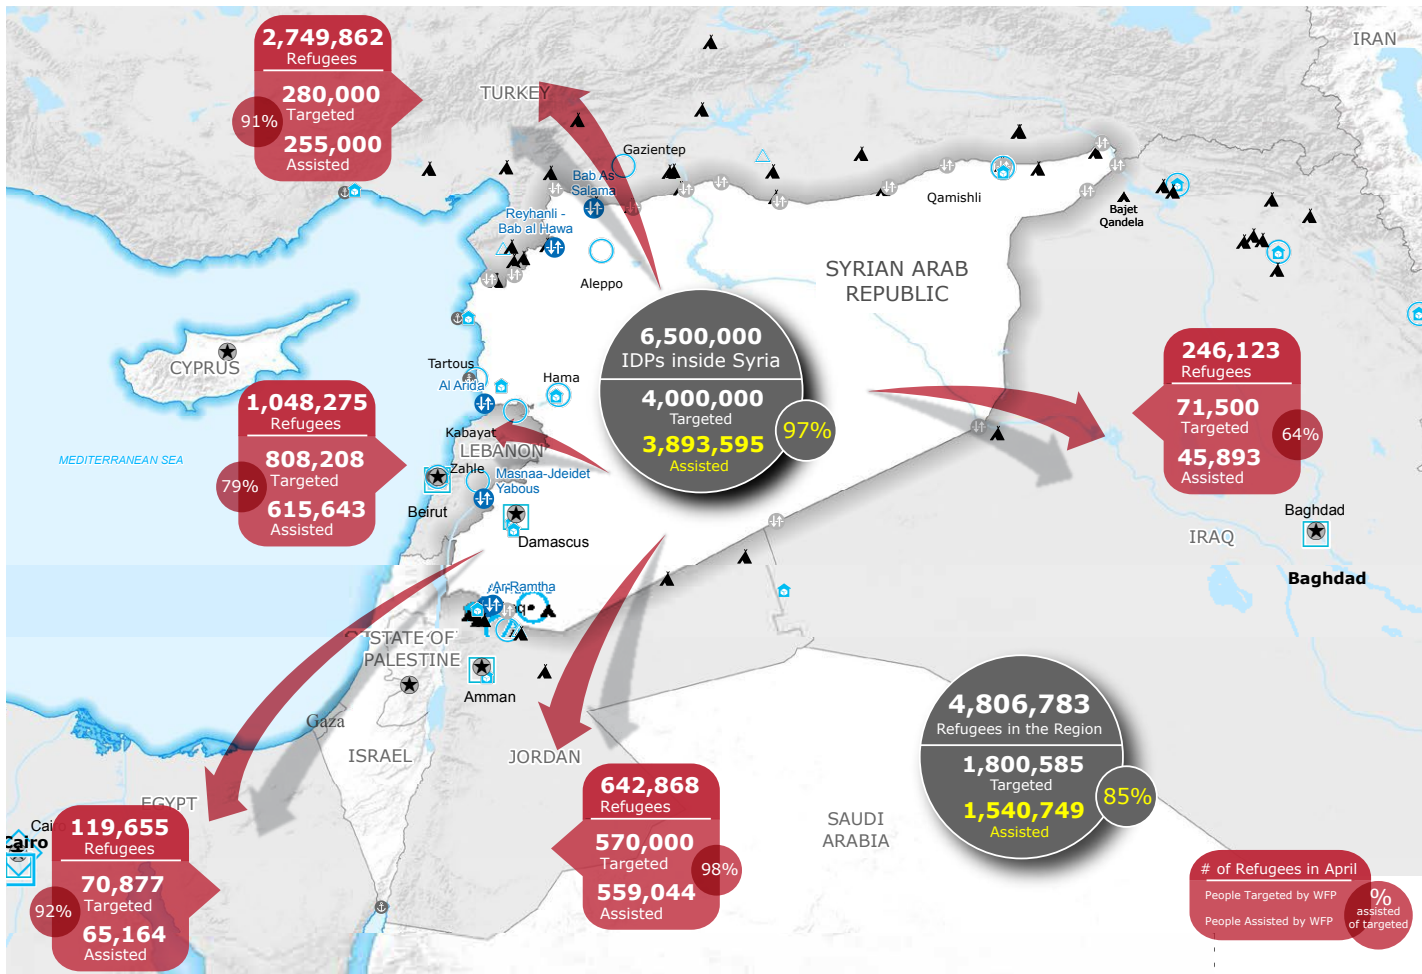 2,749,862
Refugees
280,000
Targeted
255,000
Assisted
91%
TURKEY
IRAN
Gazientep
Bab As
Salama
Reyhanli -
Bab al Hawa
Aleppo
Qamishli
Bajet
Qandela
SYRIAN ARAB
REPUBLIC
6,500,000
IDPs inside Syria
4,000,000
Targeted
3,893,595
Assisted
97%
CYPRUS
Tartous
Al Arida
Hama
Kabayat
LEBANON
Zahle
Masnaa-Jdeidet
Yabous
Beirut
Damascus
MEDITERRANEAN SEA
1,048,275
Refugees
808,208
Targeted
615,643
Assisted
79%
246,123
Refugees
71,500
Targeted
45,893
Assisted
64%
Baghdad
IRAQ
Baghdad
Ar-Ramtha
STATE OF
PALESTINE
Amman
Gaza
ISRAEL
JORDAN
EGYPT
Cairo
Cairo
119,655
Refugees
70,877
Targeted
65,164
Assisted
92%
642,868
Refugees
570,000
Targeted
559,044
Assisted
98%
SAUDI
ARABIA
4,806,783
Refugees in the Region
1,800,585
Targeted
1,540,749
Assisted
85%
# of Refugees in April
People Targeted by WFP
People Assisted by WFP
%
assisted
of targeted